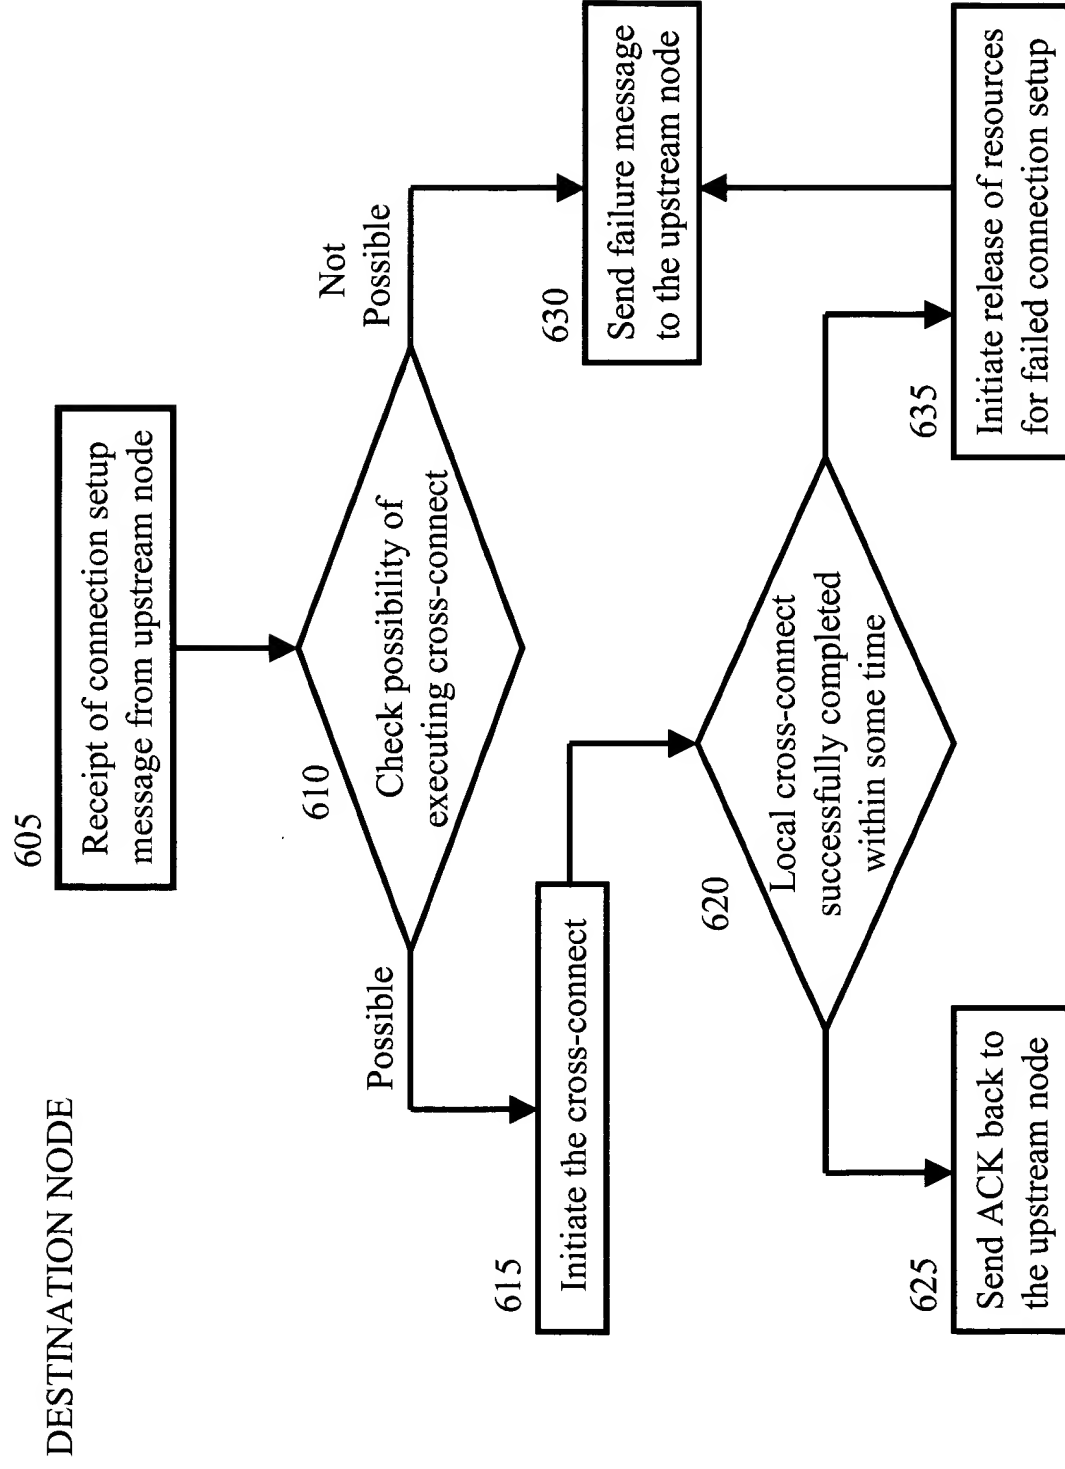 DESTINATION NODE
605
Receipt of connection setup
message from upstream node
610
Check possibility of
executing cross-connect
Possible
Not
Possible
615
Initiate the cross-connect
630
Send failure message
to the upstream node
620
Local cross-connect
successfully completed
within some time
625
Send ACK back to
the upstream node
635
Initiate release of resources
for failed connection setup